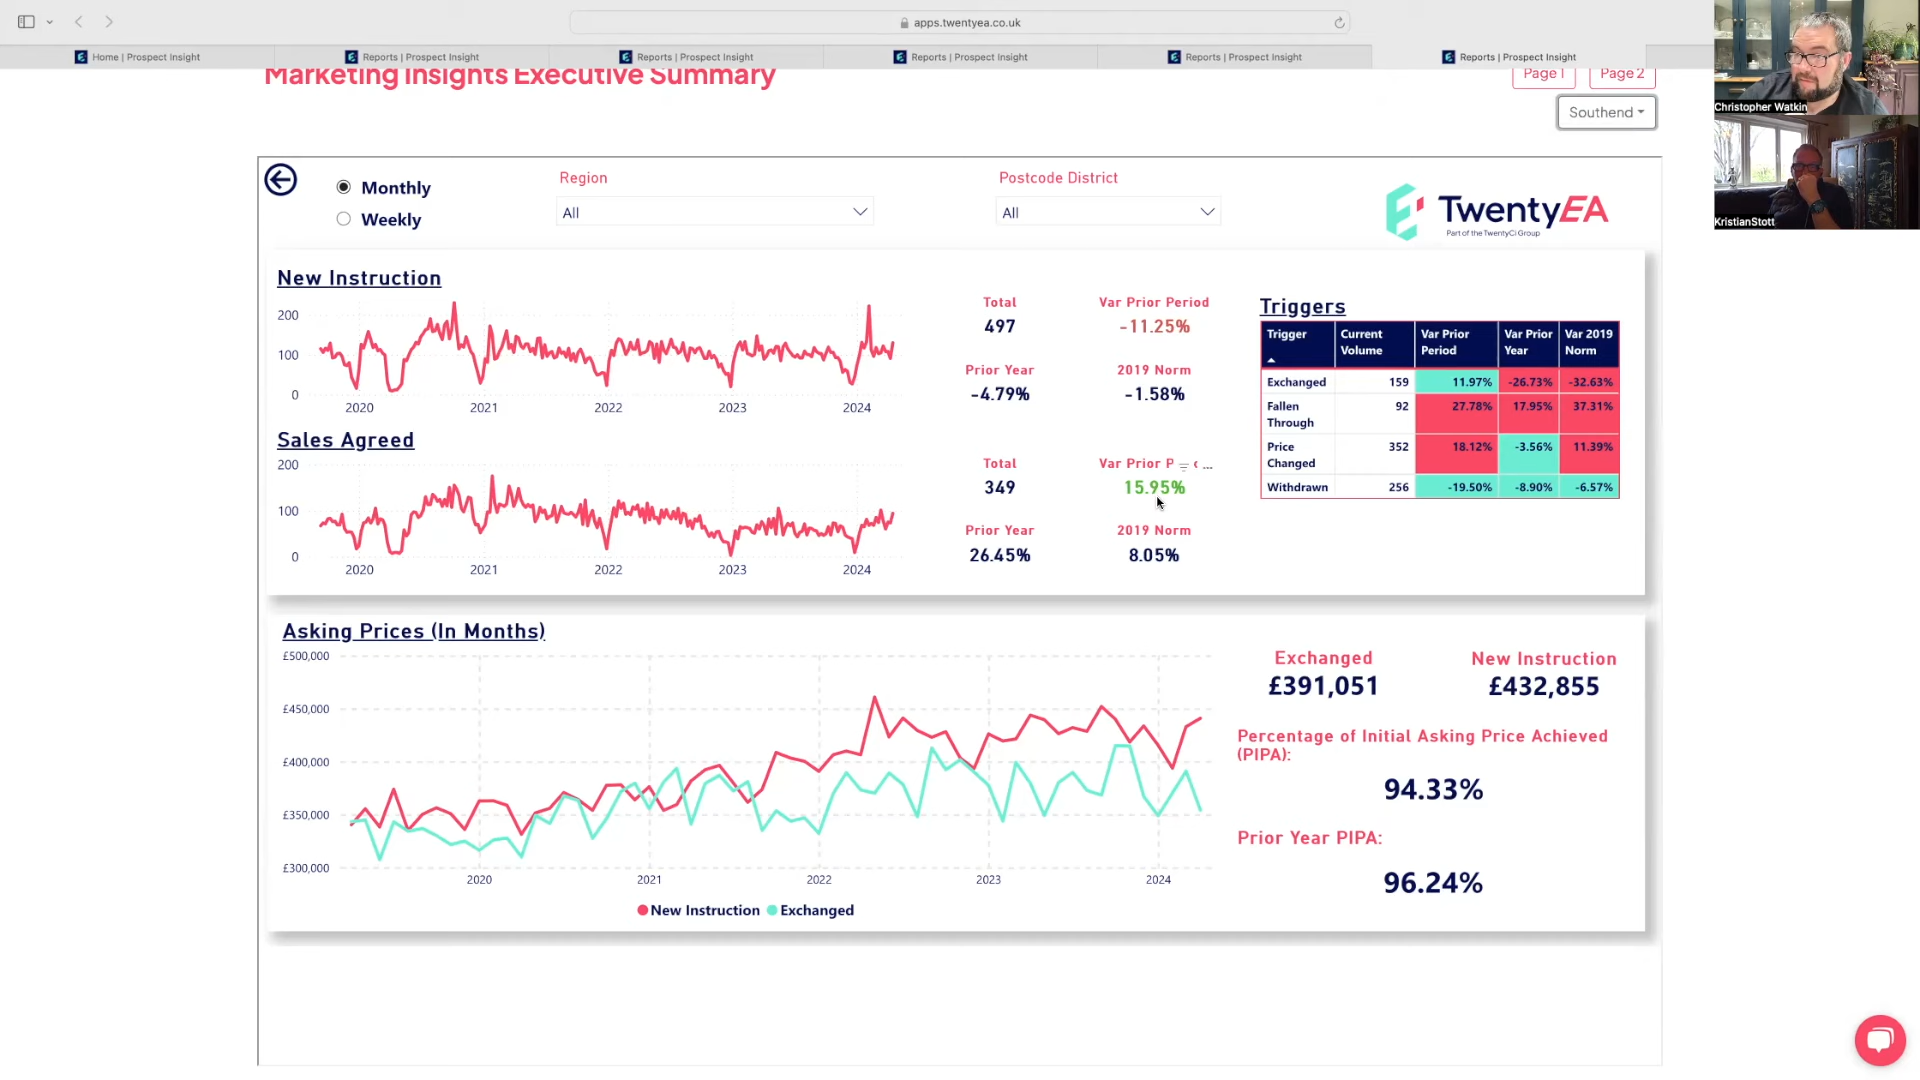 apps.twentyea.co.uk
Home | Prospect Insight
Reports | Prospect Insight
Reports | Prospect Insight
Reports | Prospect Insight
Reports | Prospect Insight
Reports | Prospect Insight
Christopher Watkin
KristianStott
Marketing Insights Executive Summary
Page 1
Page 2
Southend
Monthly
Weekly
Region
All
Postcode District
All
TwentyEA
Part of the TwentyCi Group
New Instruction
200
100
0
2020 2021 2022 2023 2024
Total
497
Var Prior Period
-11.25%
Prior Year
-4.79%
2019 Norm
-1.58%
Sales Agreed
200
100
0
2020 2021 2022 2023 2024
Total
349
Var Prior P
...
15.95%
Prior Year
26.45%
2019 Norm
8.05%
Triggers
Trigger Current Volume Var Prior Period Var Prior Year Var 2019 Norm
Exchanged 159 11.97% -26.73% -32.63%
Fallen Through 92 27.78% 17.95% 37.31%
Price Changed 352 18.12% -3.56% 11.39%
Withdrawn 256 -19.50% -8.90% -6.57%
Asking Prices (In Months)
£500,000
£450,000
£400,000
£350,000
£300,000
2020 2021 2022 2023 2024
New Instruction Exchanged
Exchanged
£391,051
New Instruction
£432,855
Percentage of Initial Asking Price Achieved
(PIPA):
94.33%
Prior Year PIPA:
96.24%